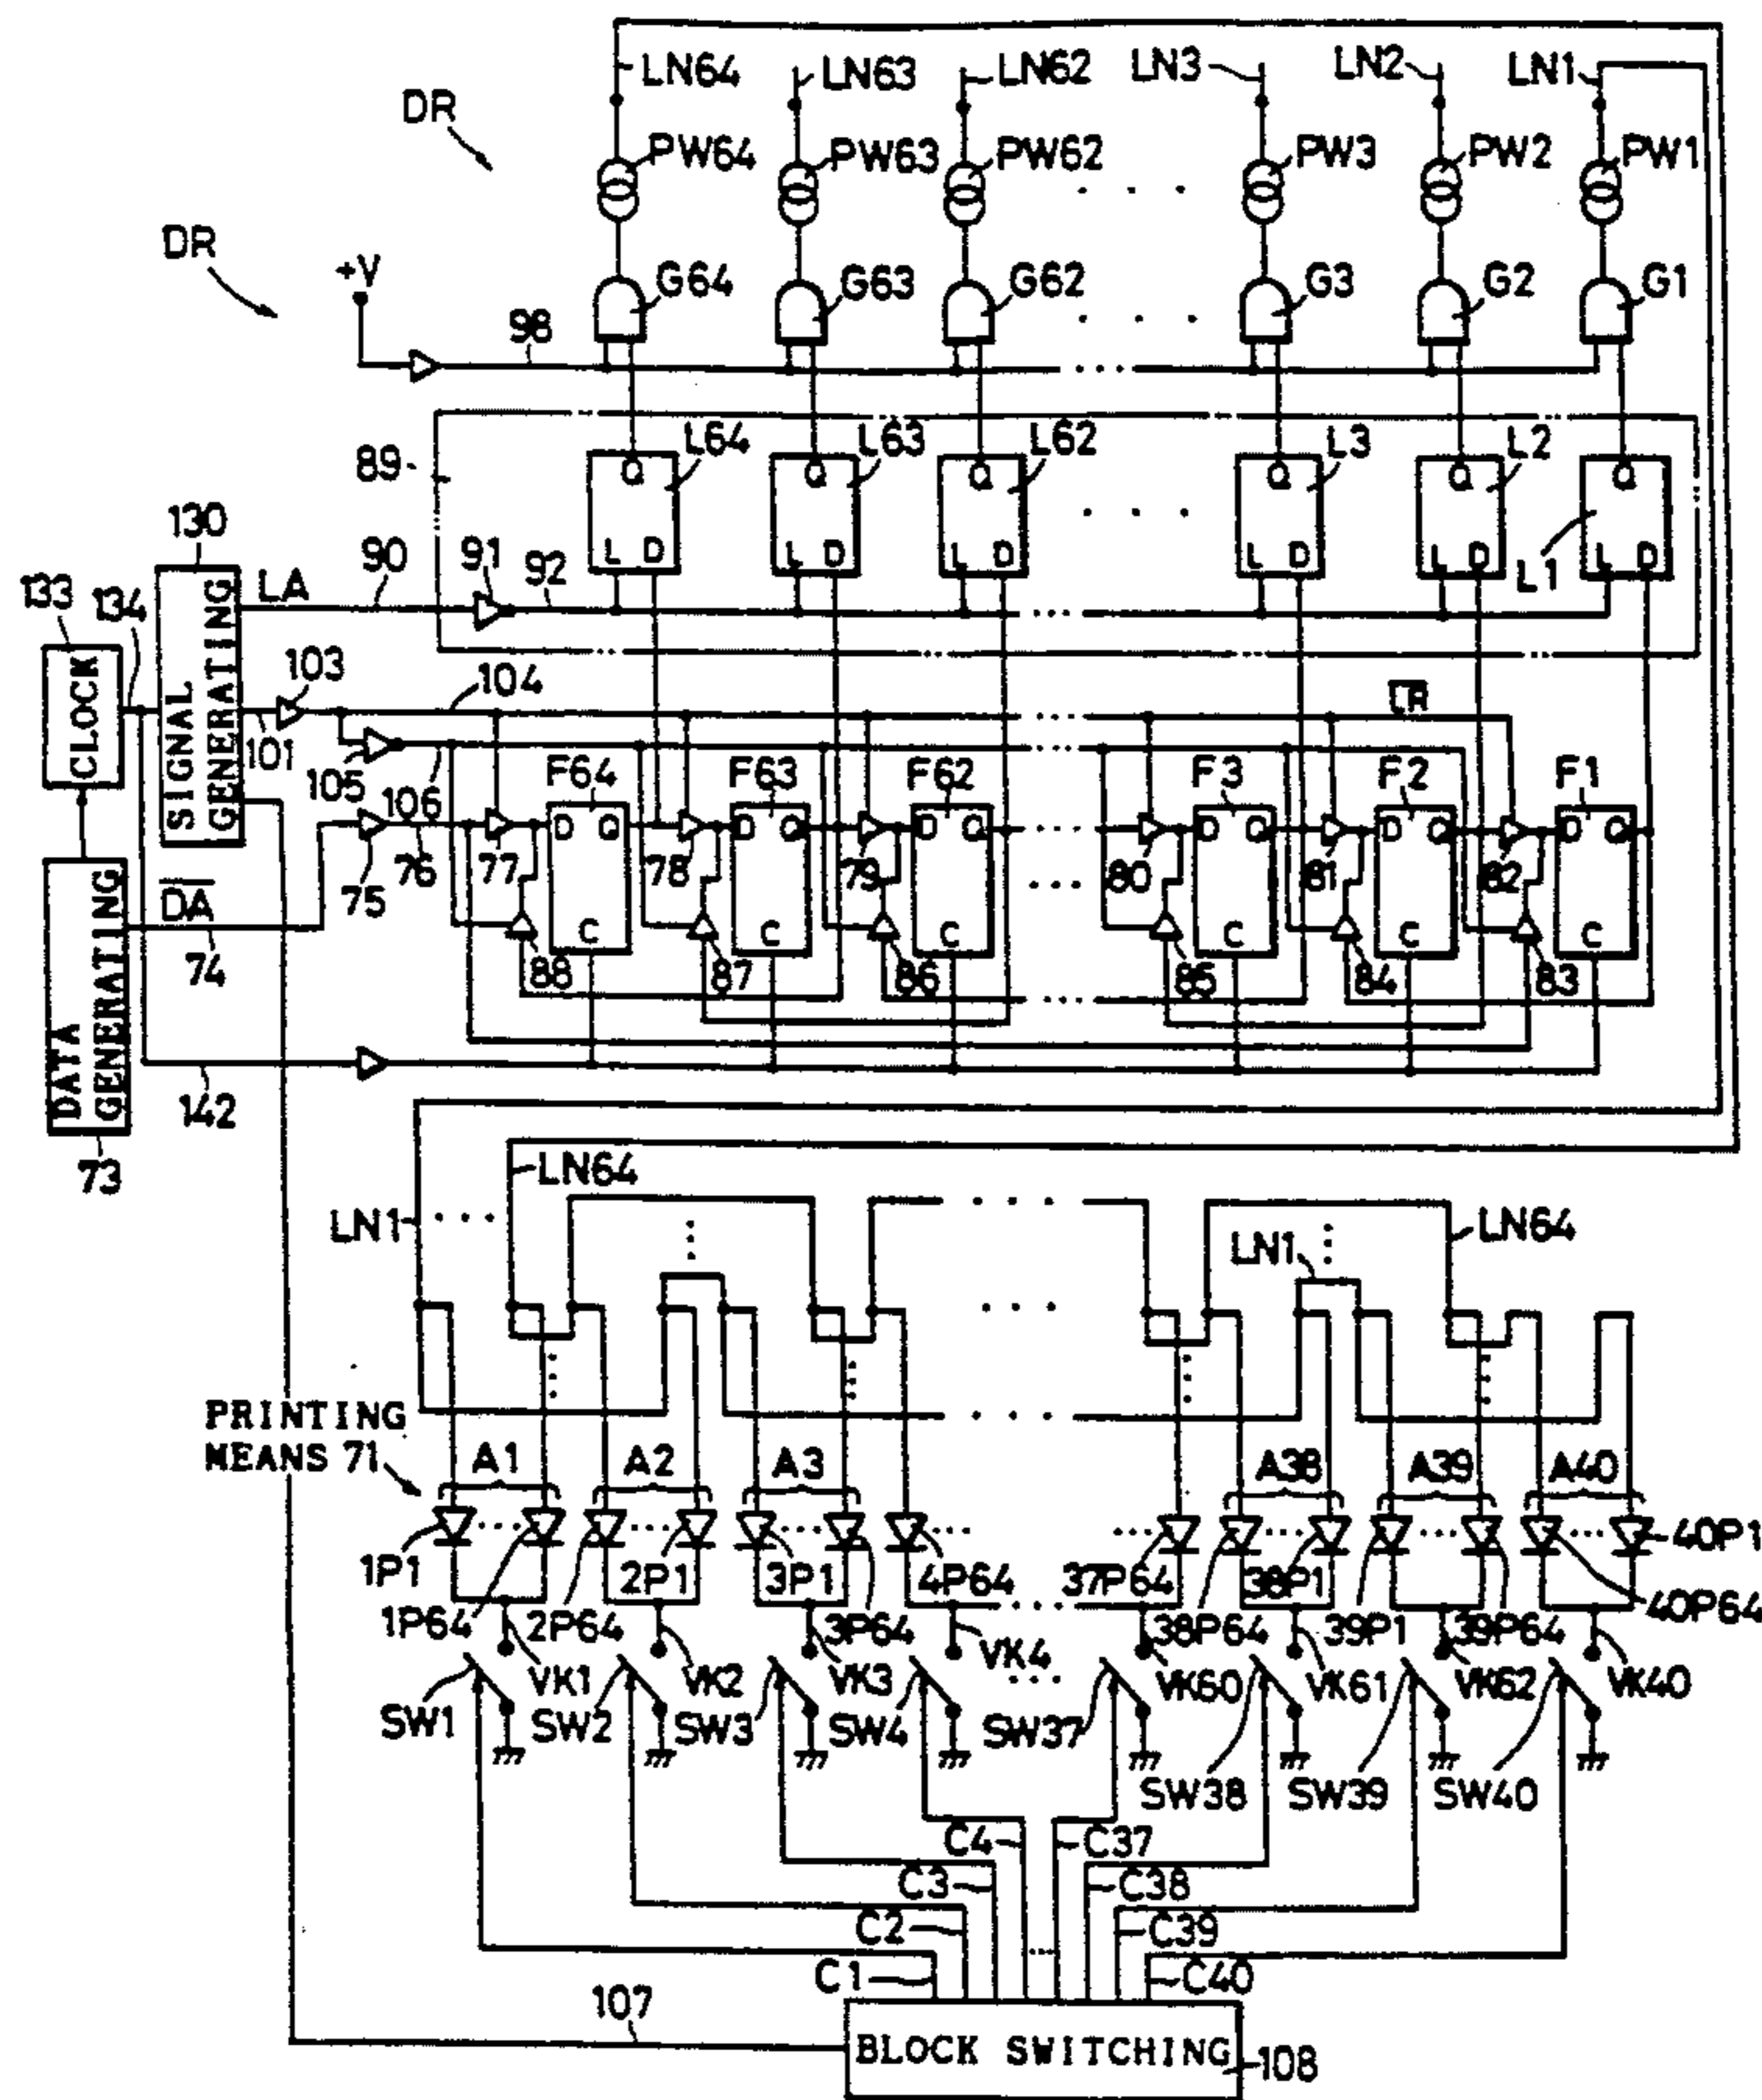 LN64 LN63 LN62 LN3 LN2 LN1
DR
PW64 PW63 PW62 . . . PW3 PW2 PW1
DR
+V
G64 G63 G62 . . . G3 G2 G1
98
89
L64 L63 L62 L3 L2
Q Q Q Q Q Q
130
L D L D L D L D L D L D
L1
133 134 LA 90 91 92
CLOCK
SIGNAL GENERATING
101 103 104 L̅R̅
105 106
F64 F63 F62 F3 F2 F1
D Q D Q D Q D Q D Q D Q
75 76 77 78 79 80 81 82
D̅A̅
74
C C C C C C
88 87 86 85 84 83
DATA GENERATING
142
73
LN64
LN1
LN1
LN64
PRINTING
MEANS 71
A1 A2 A3 A38 A39 A40
1P1 2P1 3P1 4P64 37P64 38P1 40P1
1P64 2P64 3P64 38P64 39P1 39P64 40P64
VK1 VK2 VK3 VK4 VK60 VK61 VK62 VK40
SW1 SW2 SW3 SW4 SW37
SW38 SW39 SW40
C4 C37
C3 C38
C2 C39
C1 C40
107
BLOCK SWITCHING
108